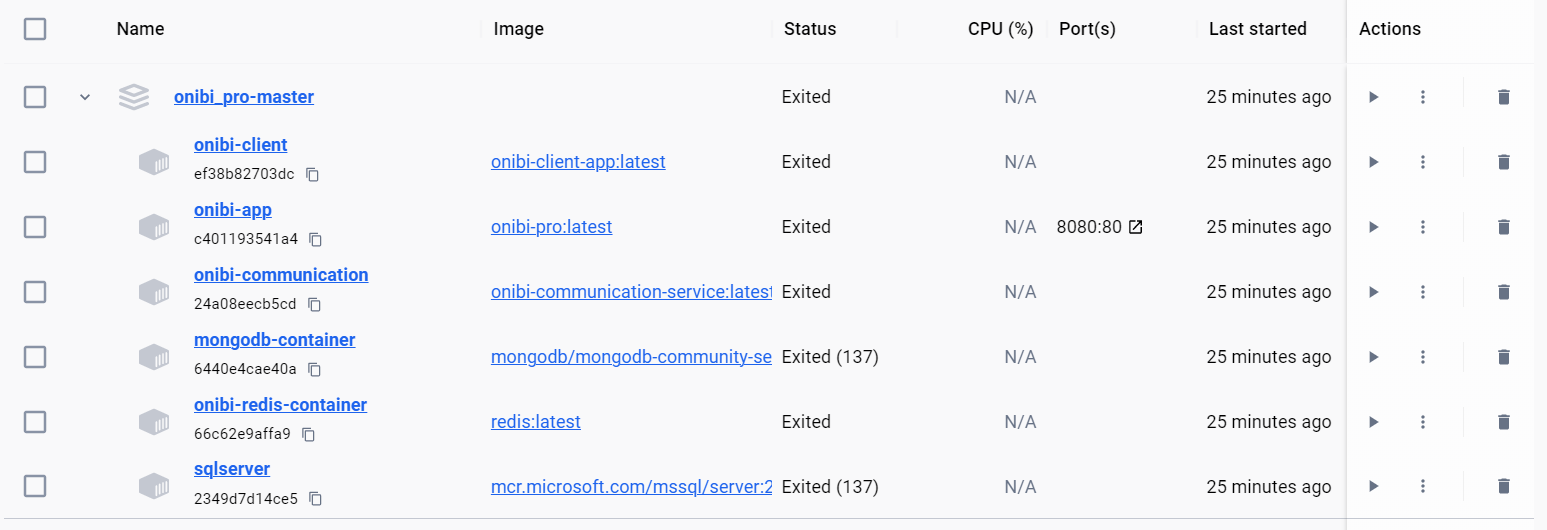 Name Image Status CPU (%) Port(s) Last started Actions
onibi_pro-master Exited N/A 25 minutes ago
onibi-client
ef38b82703dc
onibi-client-app:latest Exited N/A 25 minutes ago
onibi-app
c401193541a4
onibi-pro:latest Exited N/A 8080:80 25 minutes ago
onibi-communication
24a08eecb5cd
onibi-communication-service:latest Exited N/A 25 minutes ago
mongodb-container
6440e4cae40a
mongodb/mongodb-community-se Exited (137) N/A 25 minutes ago
onibi-redis-container
66c62e9affa9
redis:latest Exited N/A 25 minutes ago
sqlserver
2349d7d14ce5
mcr.microsoft.com/mssql/server:2 Exited (137) N/A 25 minutes ago